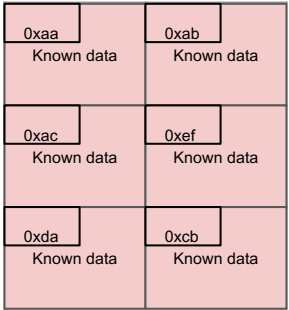 0xaa
Known data
0xab
Known data
0xac
Known data
0xef
Known data
0xda
Known data
0xcb
Known data